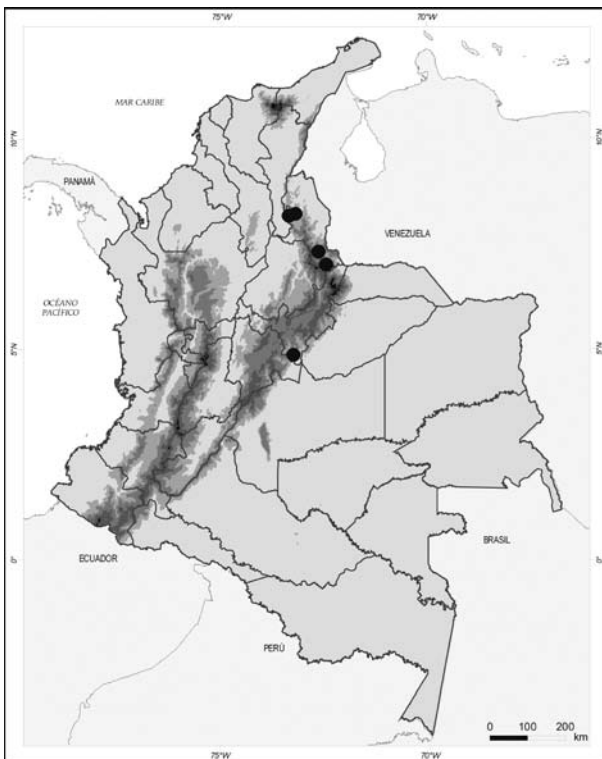 75°W 70°W
MAR CARIBE
10°N 10°N
PANAMÁ
VENEZUELA
OCÉANO
PACÍFICO
5°N 5°N
0° 0°
ECUADOR
BRASIL
PERÚ
0 100 200
km
75°W 70°W